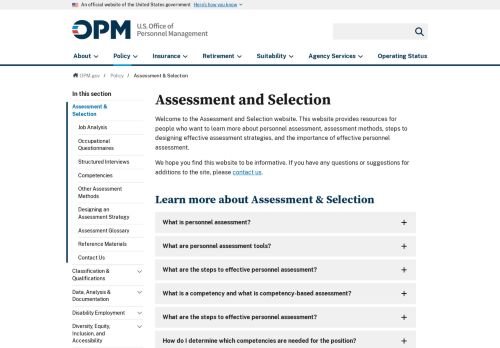 An official website of the United States government Here's how you know
OPM U.S. Office of
Personnel Management
About Policy Insurance Retirement Suitability Agency Services Operating Status
OPM.gov / Policy / Assessment & Selection
In this section
Assessment &
Selection
Job Analysis
Occupational
Questionnaires
Structured Interviews
Competencies
Other Assessment
Methods
Designing an
Assessment Strategy
Assessment Glossary
Reference Materiels
Contact Us
Classification &
Qualifications
Data, Analysis &
Documentation
Disability Employment
Diversity, Equity,
Inclusion, and
Accessibility
Assessment and Selection
Welcome to the Assessment and Selection website. This website provides resources for
people who want to learn more about personnel assessment, assessment methods, steps to
designing effective assessment strategies, and the importance of effective personnel
assessment.
We hope you find this website to be informative. If you have any questions or suggestions for
additions to the site, please contact us.
Learn more about Assessment & Selection
What is personnel assessment?
What are personnel assessment tools?
What are the steps to effective personnel assessment?
What is a competency and what is competency-based assessment?
What are the steps to effective personnel assessment?
How do I determine which competencies are needed for the position?